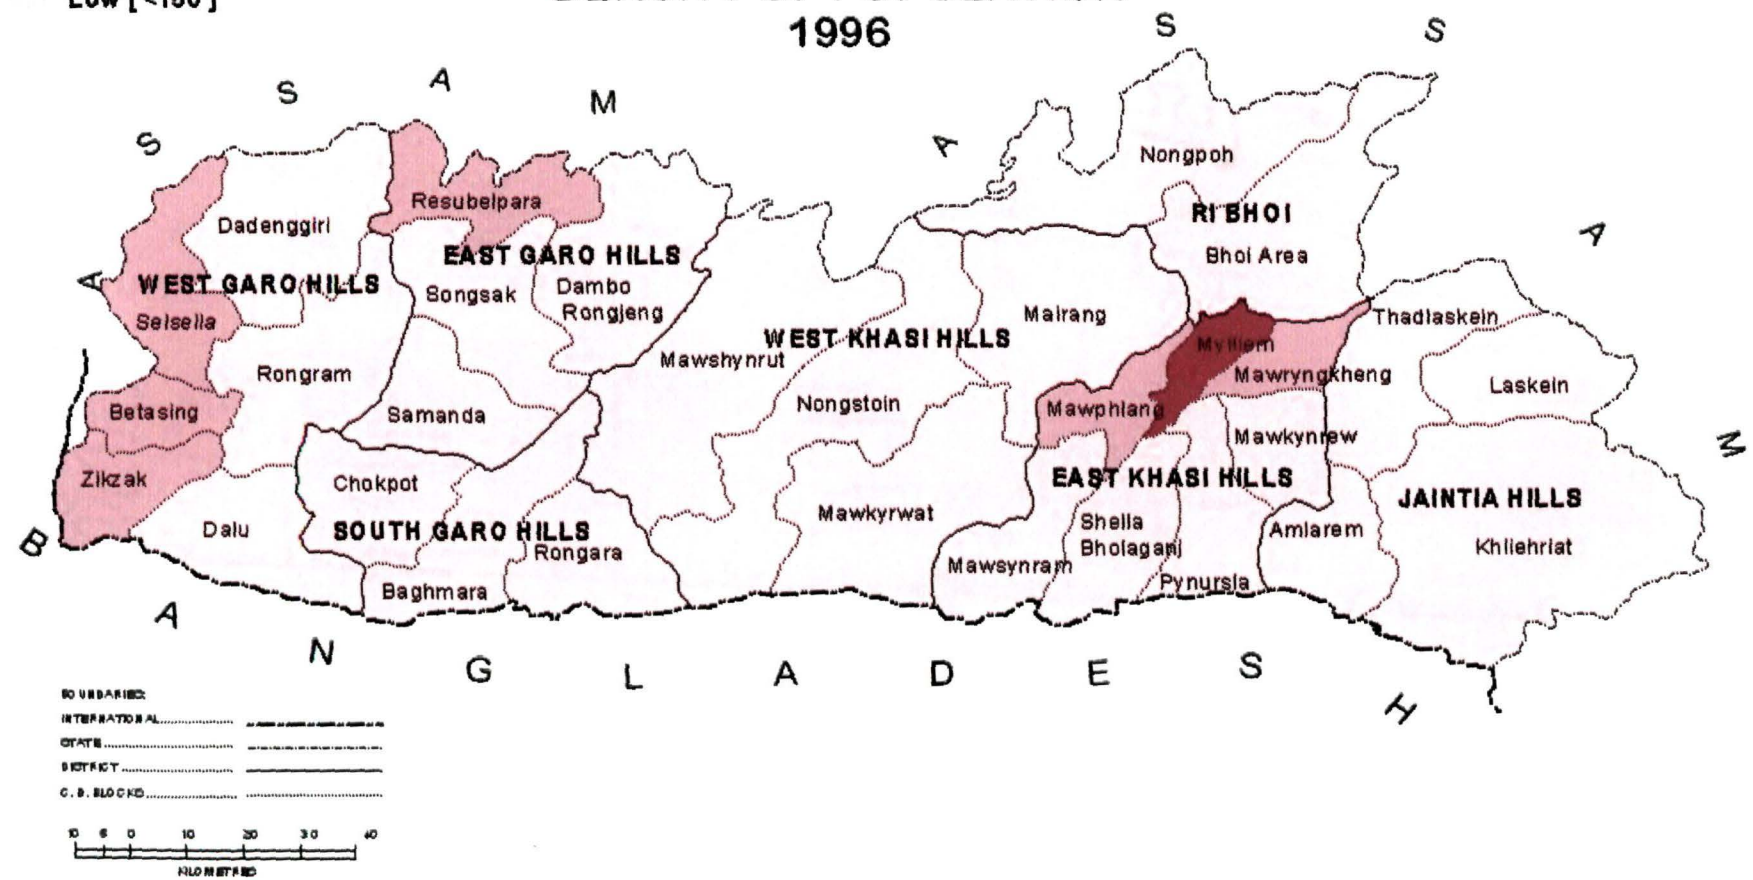 Low [ <150 ]
1996
A S S A M
A S S A M
BANGLADESH
Nongpoh
RI BHOI
Bhoi Area
Resubelpara
Dadenggiri
EAST GARO HILLS
WEST GARO HILLS
Songsak
Dambo
Rongjeng
Selsella
Mairang
Thadlaskein
WEST KHASI HILLS
Mylliem
Mawshynrut
Rongram
Mawryngkheng
Laskein
Betasing
Samanda
Nongstoin
Mawphlang
Mawkynrew
Zikzak
Chokpot
EAST KHASI HILLS
JAINTIA HILLS
Dalu
SOUTH GARO HILLS
Rongara
Mawkyrwat
Shella
Bholaganj
Amlarem
Khliehriat
Mawsynram
Pynursla
Baghmara
BOUNDARIES:
INTERNATIONAL
STATE
DISTRICT
C. D. BLOCKS
10 5 0 10 20 30 40
KILOMETRES